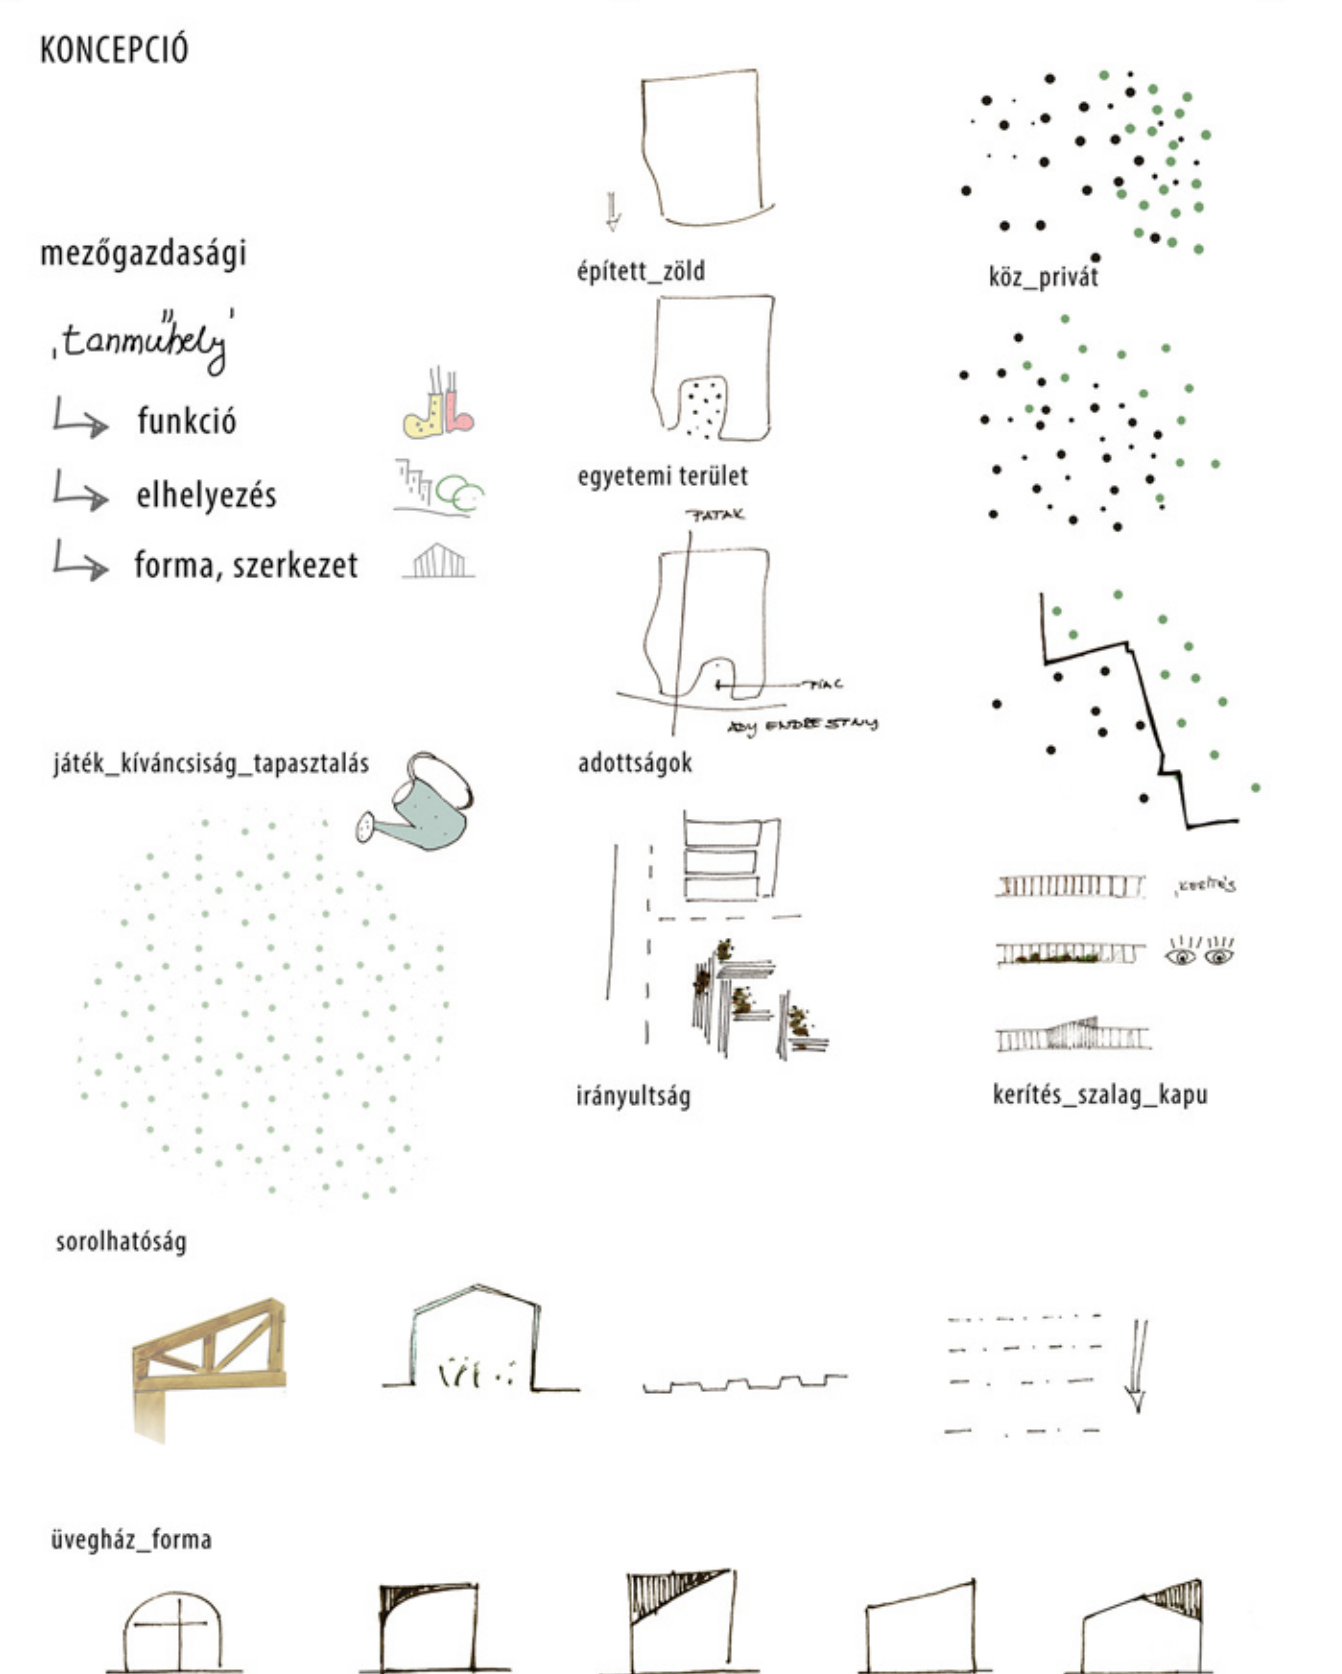 KONCEPCIÓ
mezőgazdasági
‚tanműhely'
funkció
elhelyezés
forma, szerkezet
játék_kíváncsiság_tapasztalás
épített_zöld
egyetemi terület
PATAK
PIAC
ADY ENDRE STNY
adottságok
irányultság
köz_privát
‚KERÍTÉS
kerítés_szalag_kapu
sorolhatóság
üvegház_forma